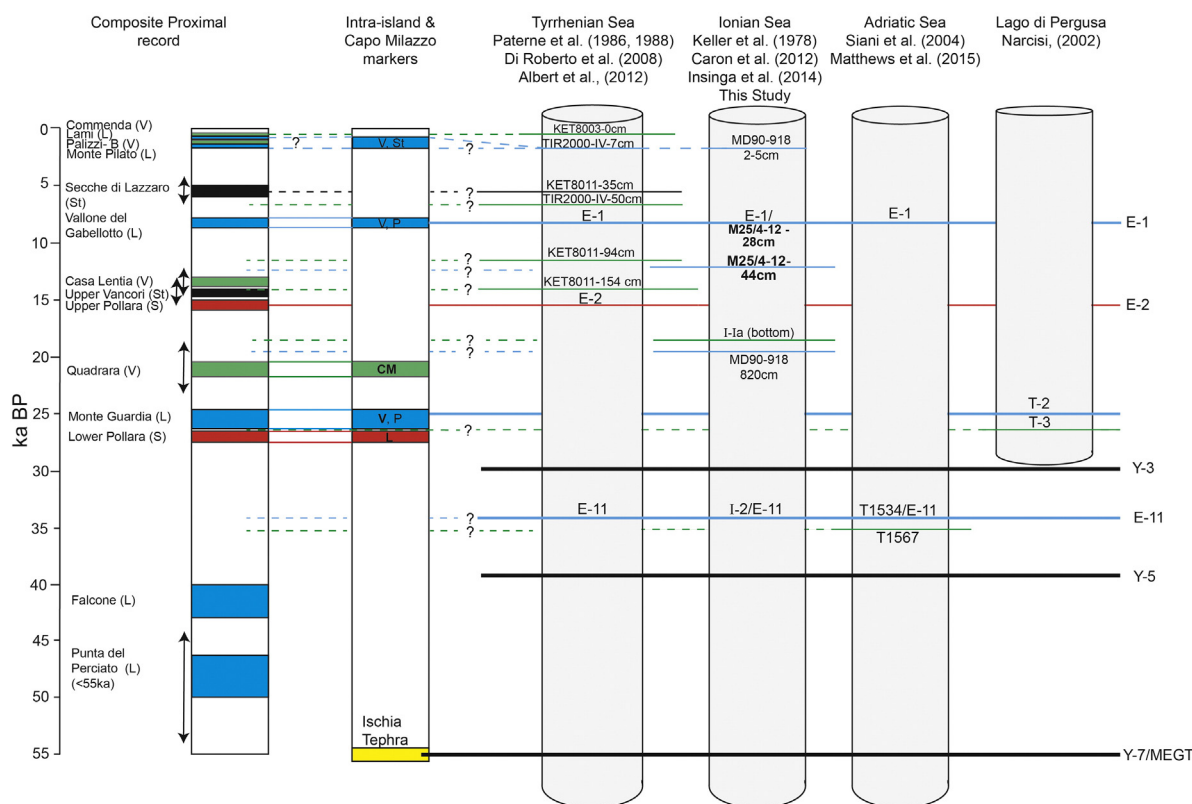 Composite Proximal
record
Intra-island &
Capo Milazzo
markers
Tyrrhenian Sea
Paterne et al. (1986, 1988)
Di Roberto et al. (2008)
Albert et al., (2012)
Ionian Sea
Keller et al. (1978)
Caron et al. (2012)
Insinga et al. (2014)
This Study
Adriatic Sea
Siani et al. (2004)
Matthews et al. (2015)
Lago di Pergusa
Narcisi, (2002)
ka BP
0
5
10
15
20
25
30
35
40
45
50
55
Commenda (V)
Lami (L)
Palizzi- B (V)
Monte Pilato (L)
Secche di Lazzaro
(St)
Vallone del
Gabellotto (L)
Casa Lentia (V)
Upper Vancori (St)
Upper Pollara (S)
Quadrara (V)
Monte Guardia (L)
Lower Pollara (S)
Falcone (L)
Punta del
Perciato (L)
(<55ka)
?
V, St
V, P
CM
V, P
L
Ischia
Tephra
?
?
?
?
?
?
?
?
?
?
?
KET8003-0cm
TIR2000-IV-7cm
KET8011-35cm
TIR2000-IV-50cm
E-1
KET8011-94cm
KET8011-154 cm
E-2
E-11
MD90-918
2-5cm
E-1/
M25/4-12 -
28cm
M25/4-12-
44cm
I-Ia (bottom)
MD90-918
820cm
I-2/E-11
E-1
T1534/E-11
T1567
T-2
T-3
E-1
E-2
Y-3
E-11
Y-5
Y-7/MEGT